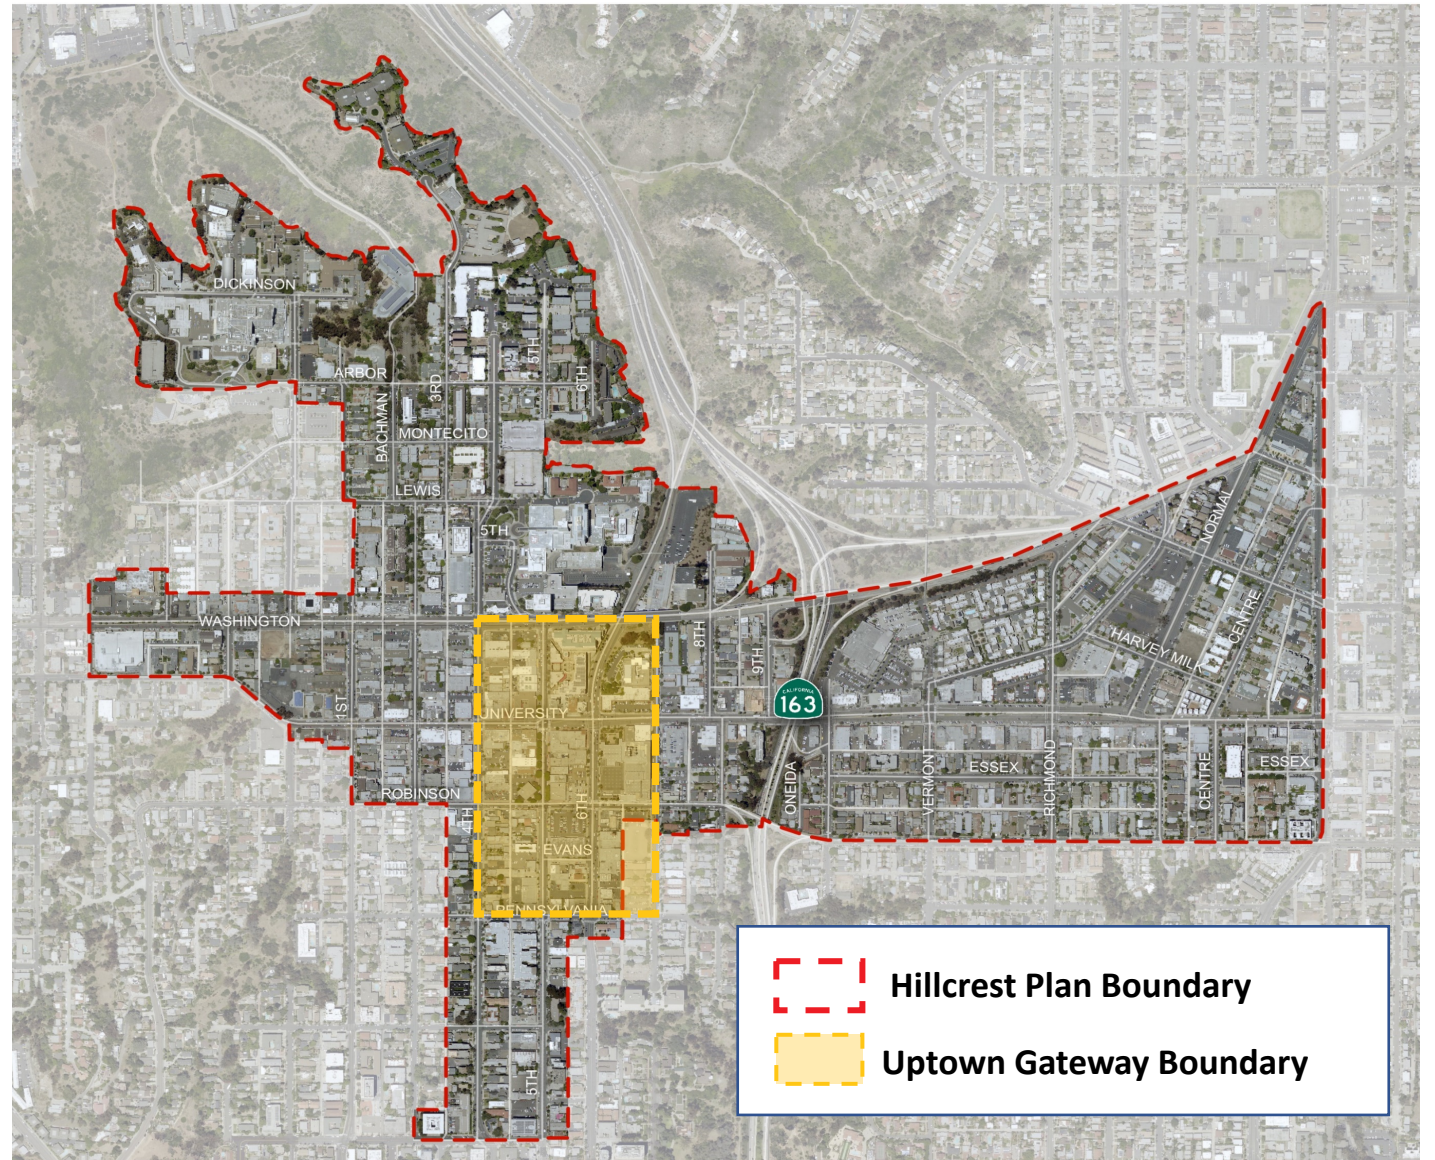 DICKINSON
5TH
6TH
ARBOR
3RD
BACHMAN
MONTECITO
LEWIS
5TH
NORMAL
CENTRE
WASHINGTON
8TH
HARVEY MILK
9TH
CALIFORNIA
163
1ST
UNIVERSITY
ONEIDA
VERMONT
ESSEX
RICHMOND
CENTRE
ESSEX
ROBINSON
4TH
6TH
EVANS
PENNSYLVANIA
5TH
Hillcrest Plan Boundary
Uptown Gateway Boundary